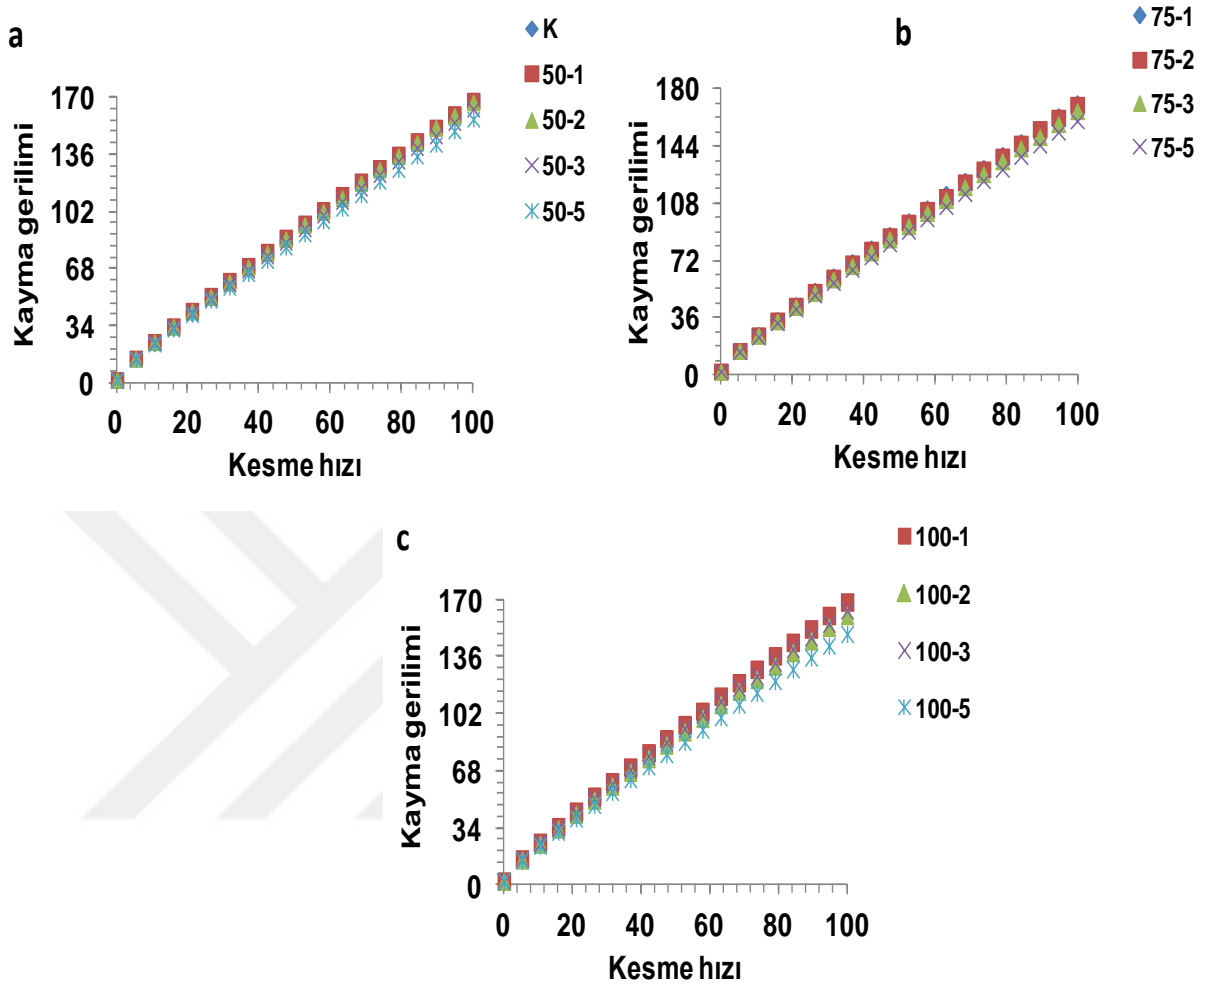 a
K
50-1
50-2
50-3
50-5
170
136
102
68
34
0
Kayma gerilimi
0 20 40 60 80 100
Kesme hızı
b
75-1
75-2
75-3
75-5
180
144
108
72
36
0
Kayma gerilimi
0 20 40 60 80 100
Kesme hızı
c
100-1
100-2
100-3
100-5
170
136
102
68
34
0
Kayma gerilimi
0 20 40 60 80 100
Kesme hızı